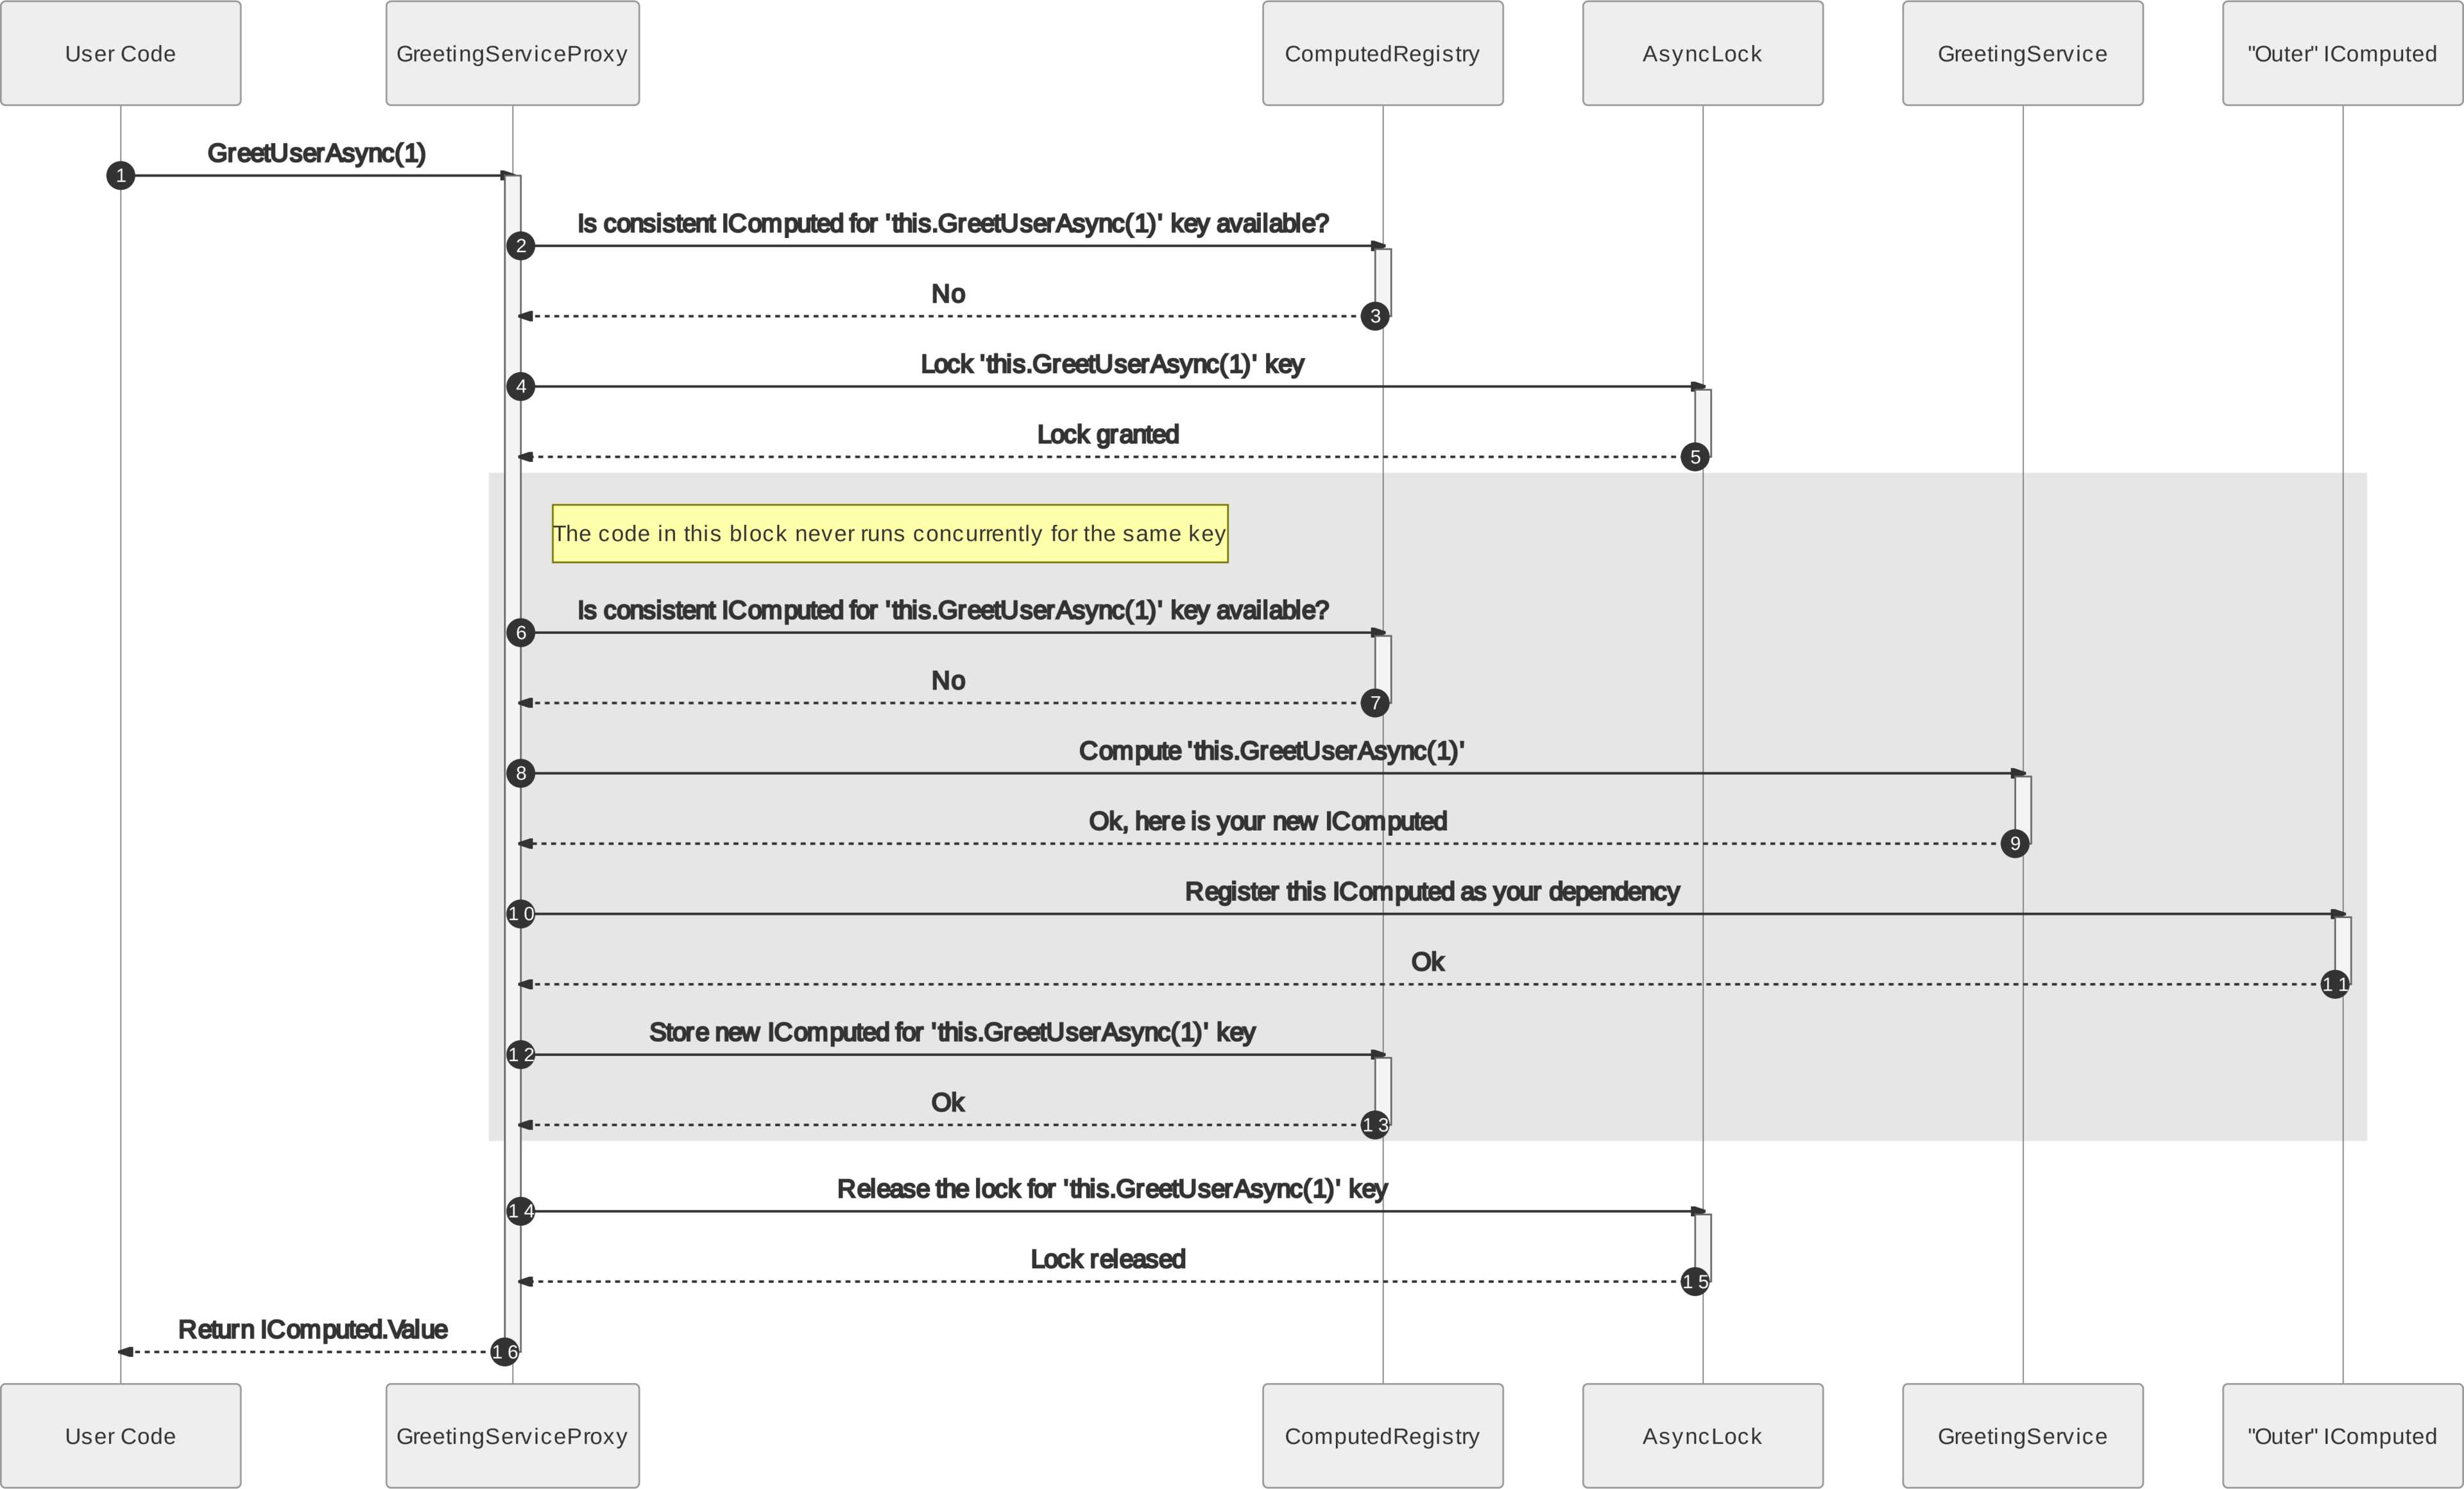 User Code
GreetingServiceProxy
ComputedRegistry
AsyncLock
GreetingService
"Outer" IComputed
GreetUserAsync(1)
1
Is consistent IComputed for 'this.GreetUserAsync(1)' key available?
2
No
3
Lock 'this.GreetUserAsync(1)' key
4
Lock granted
5
The code in this block never runs concurrently for the same key
Is consistent IComputed for 'this.GreetUserAsync(1)' key available?
6
No
7
Compute 'this.GreetUserAsync(1)'
8
Ok, here is your new IComputed
9
Register this IComputed as your dependency
10
Ok
11
Store new IComputed for 'this.GreetUserAsync(1)' key
12
Ok
13
Release the lock for 'this.GreetUserAsync(1)' key
14
Lock released
15
Return IComputed.Value
16
User Code
GreetingServiceProxy
ComputedRegistry
AsyncLock
GreetingService
"Outer" IComputed